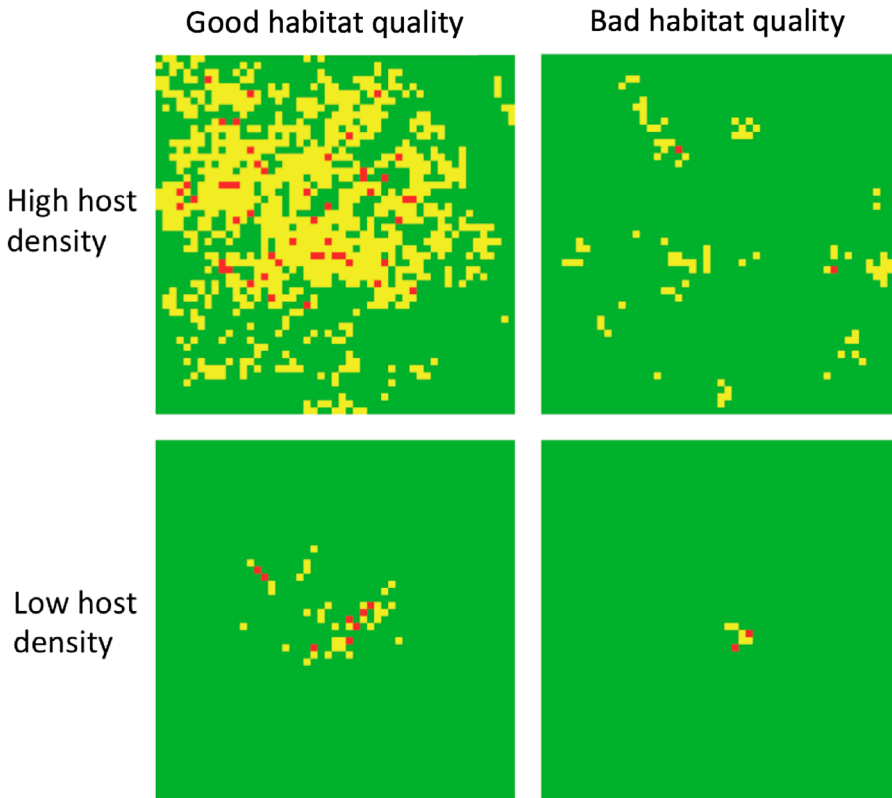 Good habitat quality
Bad habitat quality
High host
density
Low host
density